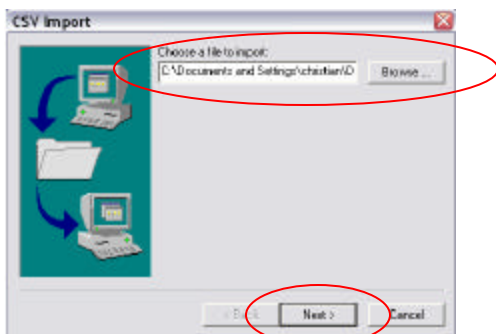 CSV Import
Choose a file to import:
C:\Documents and Settings\christian\D
Browse ...
< Back
Next >
Cancel